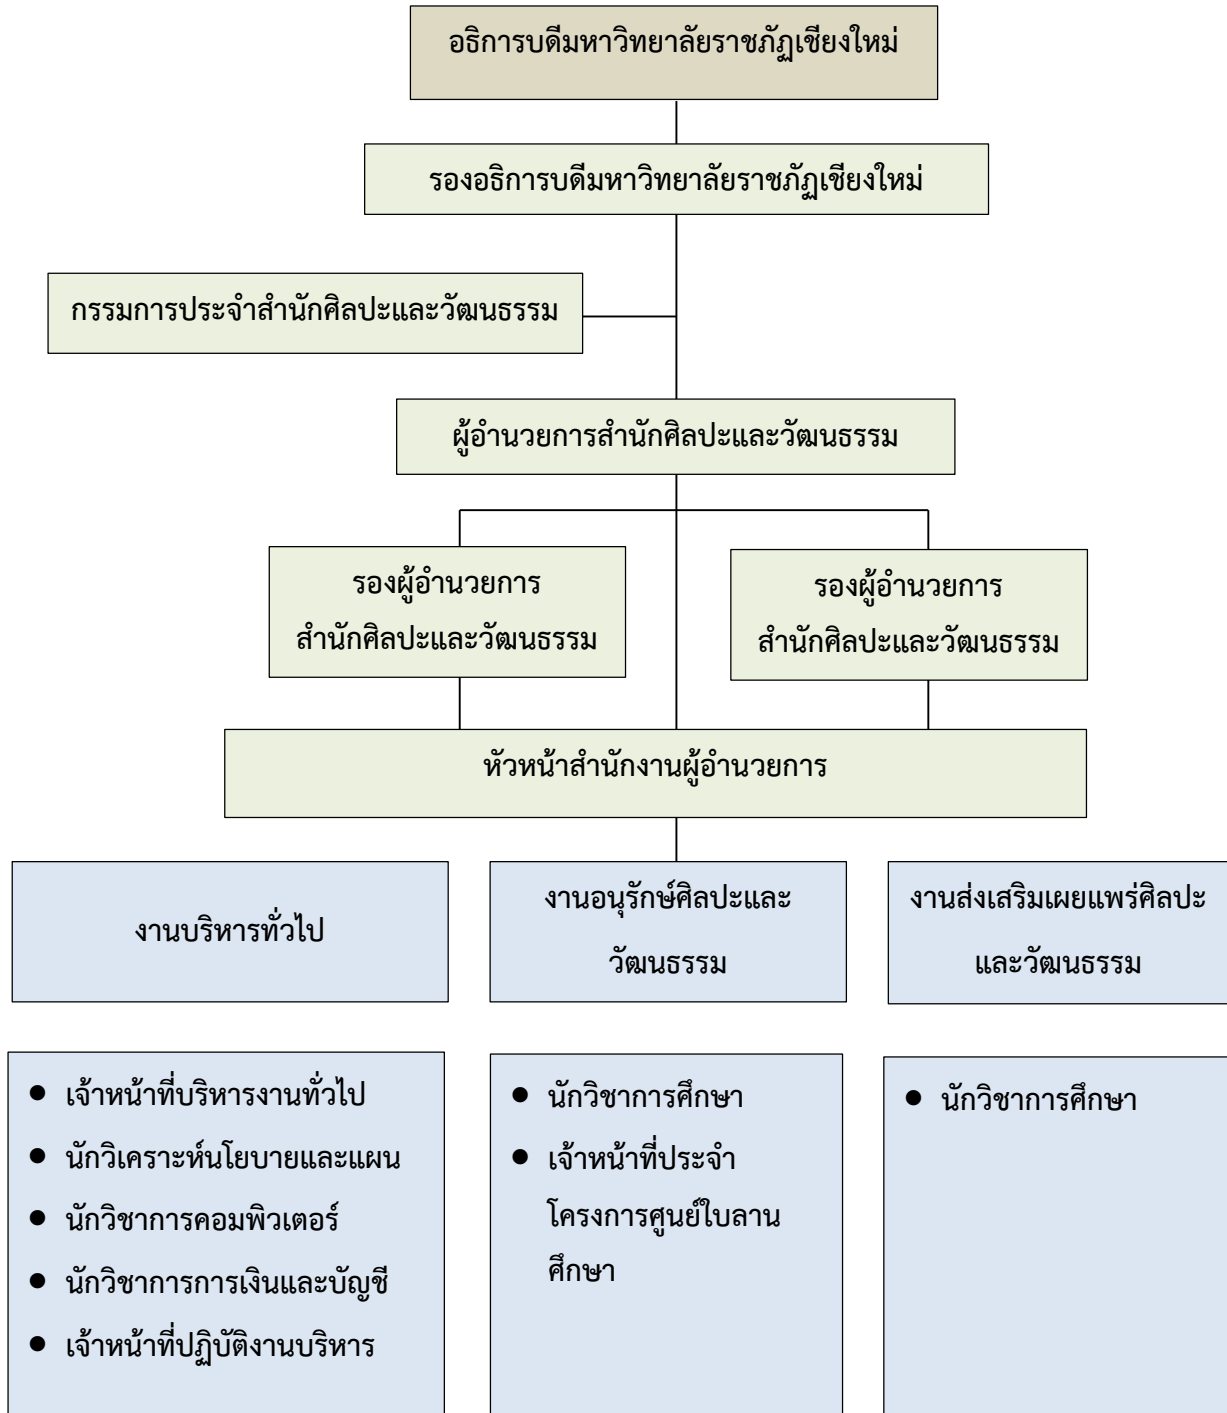 อธิการบดีมหาวิทยาลัยราชภัฏเชียงใหม่
รองอธิการบดีมหาวิทยาลัยราชภัฏเชียงใหม่
กรรมการประจำสำนักศิลปะและวัฒนธรรม
ผู้อำนวยการสำนักศิลปะและวัฒนธรรม
รองผู้อำนวยการ
สำนักศิลปะและวัฒนธรรม
รองผู้อำนวยการ
สำนักศิลปะและวัฒนธรรม
หัวหน้าสำนักงานผู้อำนวยการ
งานบริหารทั่วไป
งานอนุรักษ์ศิลปะและ
วัฒนธรรม
งานส่งเสริมเผยแพร่ศิลปะ
และวัฒนธรรม
● เจ้าหน้าที่บริหารงานทั่วไป
● นักวิเคราะห์นโยบายและแผน
● นักวิชาการคอมพิวเตอร์
● นักวิชาการการเงินและบัญชี
● เจ้าหน้าที่ปฏิบัติงานบริหาร
● นักวิชาการศึกษา
● เจ้าหน้าที่ประจำ
โครงการศูนย์ใบลาน
ศึกษา
● นักวิชาการศึกษา